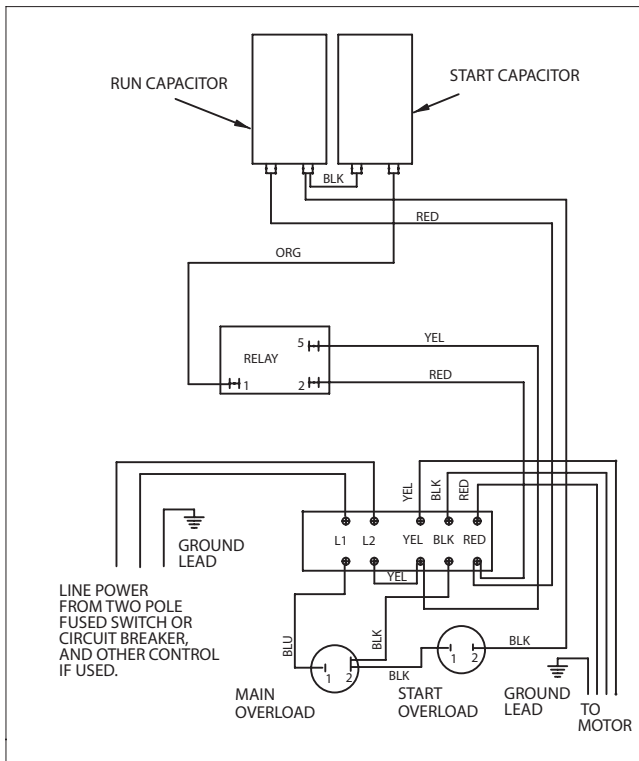 RUN CAPACITOR
START CAPACITOR
BLK
RED
ORG
YEL
5
RELAY
RED
1
2
YEL
BLK
RED
GROUND
LEAD
L1
L2
YEL
BLK
RED
YEL
LINE POWER
FROM TWO POLE
FUSED SWITCH OR
CIRCUIT BREAKER,
AND OTHER CONTROL
IF USED.
BLU
BLK
BLK
1
2
BLK
1
2
MAIN
OVERLOAD
START
OVERLOAD
GROUND
LEAD
TO
MOTOR